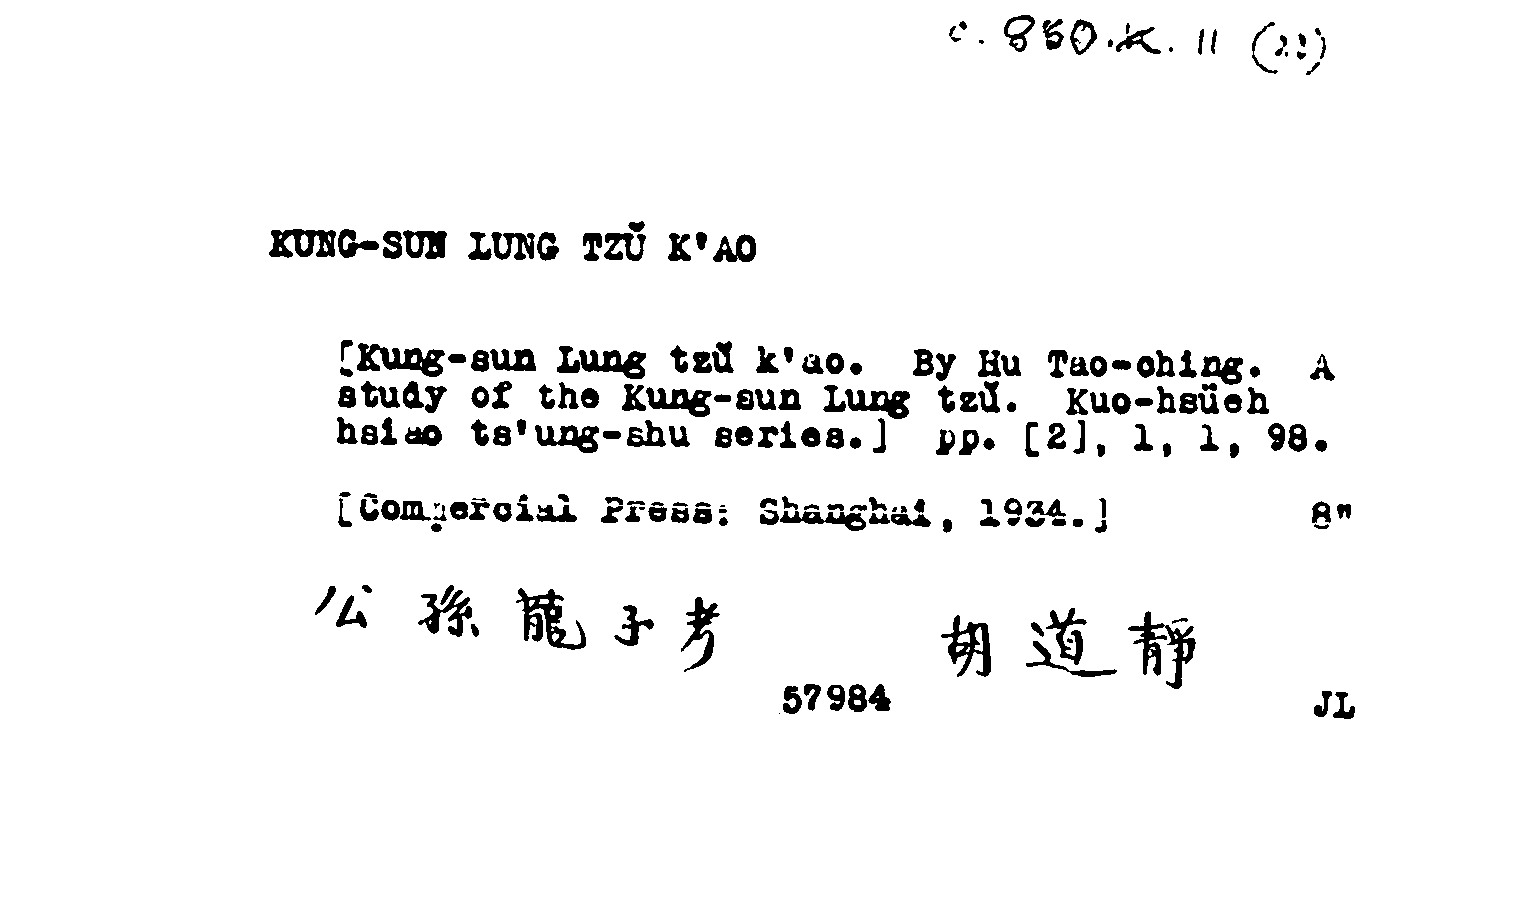 c. 850.K. 11
KUNG-SUN LUNG TZŬ K'AO
[Kung-sun Lung tzŭ k'ao. By Hu Tao-ching. A
study of the Kung-sun Lung tzŭ. Kuo-hsüeh
hsiao ts'ung-shu series.] pp. [2], 1, 1, 98.
[Commercial Press: Shanghai, 1934.] 8"
公孫龍子考 胡道靜
57984 JL